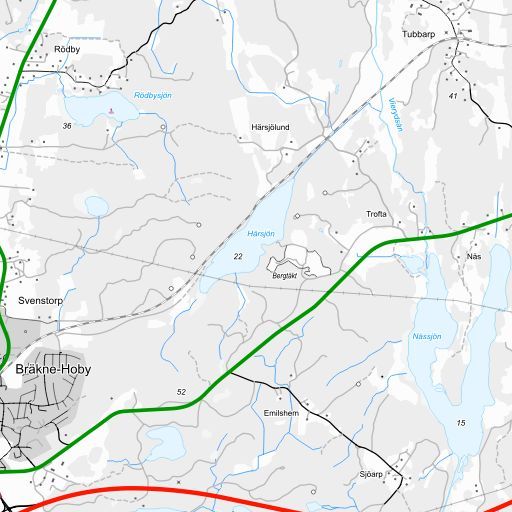 Tubbarp
Rödby
Rödbysjön
41
Vierydsån
36
Härsjölund
Trofta
Härsjön
22
Näs
Bergtäkt
Svenstorp
Nässjön
Bräkne-Hoby
52
Emilshem
15
Sjöarp